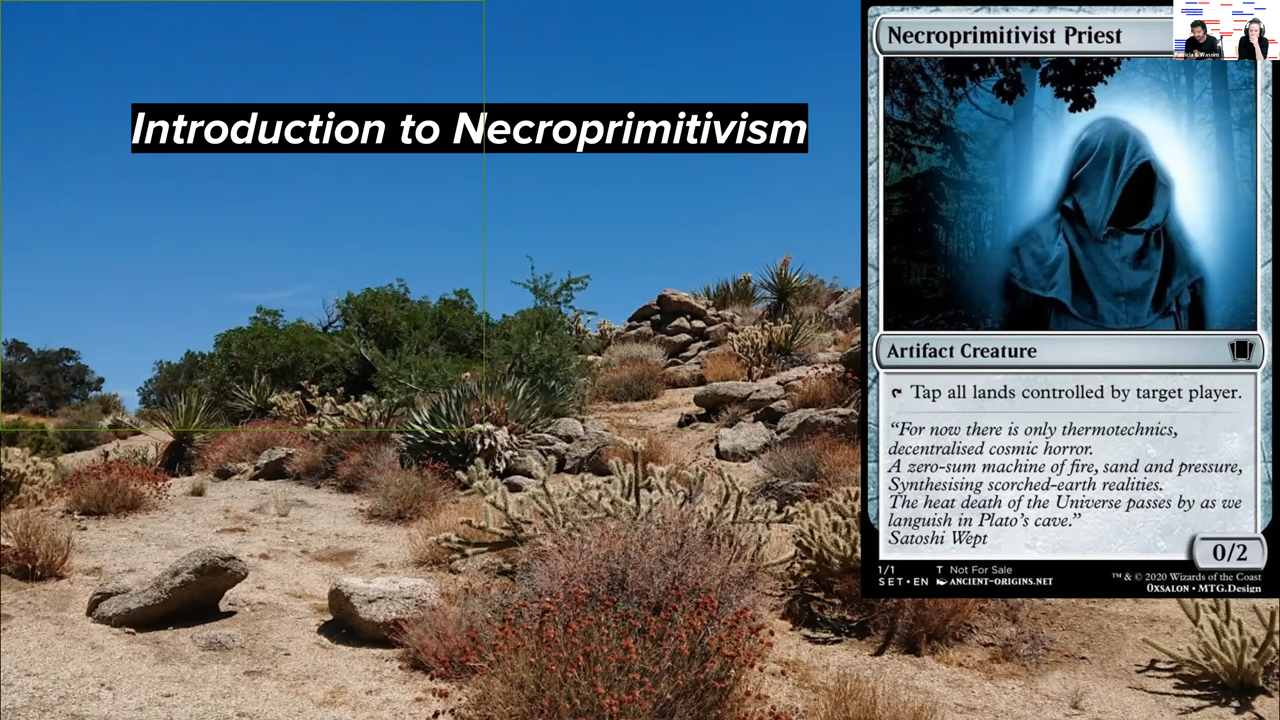 Introduction to Necroprimitivism
Necroprimitivist Priest
Patricia & Wassim
Artifact Creature
Tap all lands controlled by target player.
“For now there is only thermotechnics,
decentralised cosmic horror.
A zero-sum machine of fire, sand and pressure,
Synthesising scorched-earth realities.
The heat death of the Universe passes by as we
languish in Plato’s cave.”
Satoshi Wept
0/2
1/1 T Not For Sale
SET • EN ANCIENT-ORIGINS.NET
™ & © 2020 Wizards of the Coast
0XSALON • MTG.Design